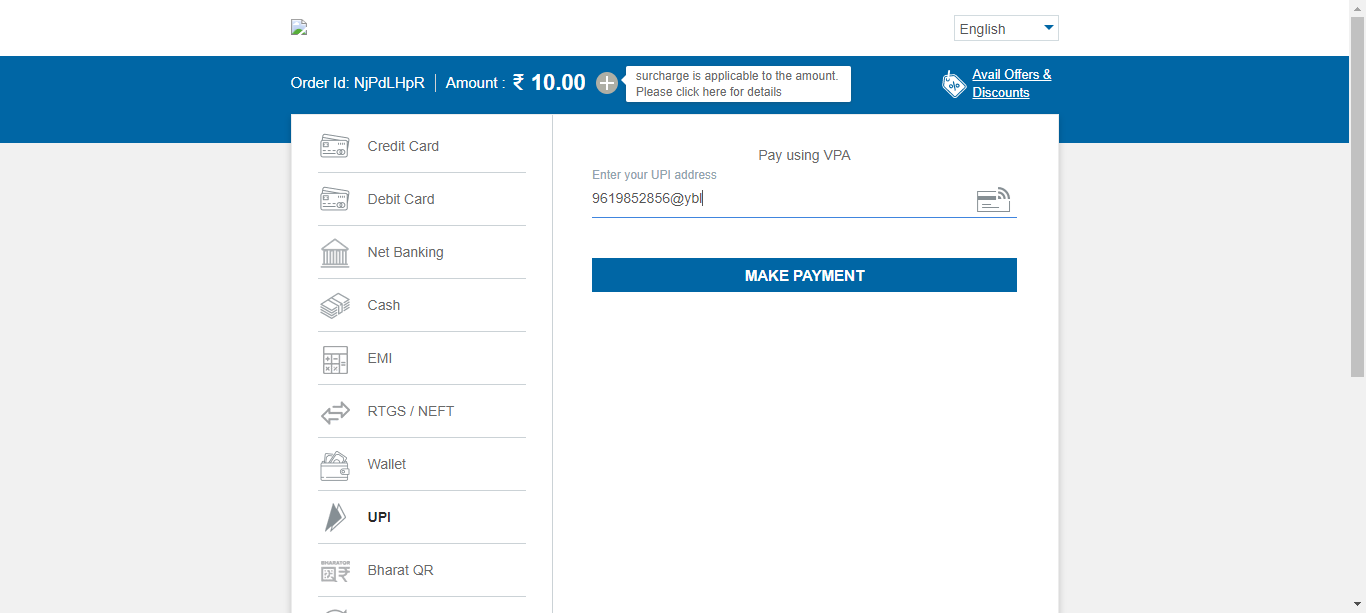 English
Order Id: NjPdLHpR
Amount : ₹ 10.00
surcharge is applicable to the amount.
Please click here for details
Avail Offers &
Discounts
Credit Card
Debit Card
Net Banking
Cash
EMI
RTGS / NEFT
Wallet
UPI
BHARATQR
Bharat QR
Pay using VPA
Enter your UPI address
9619852856@ybl
MAKE PAYMENT